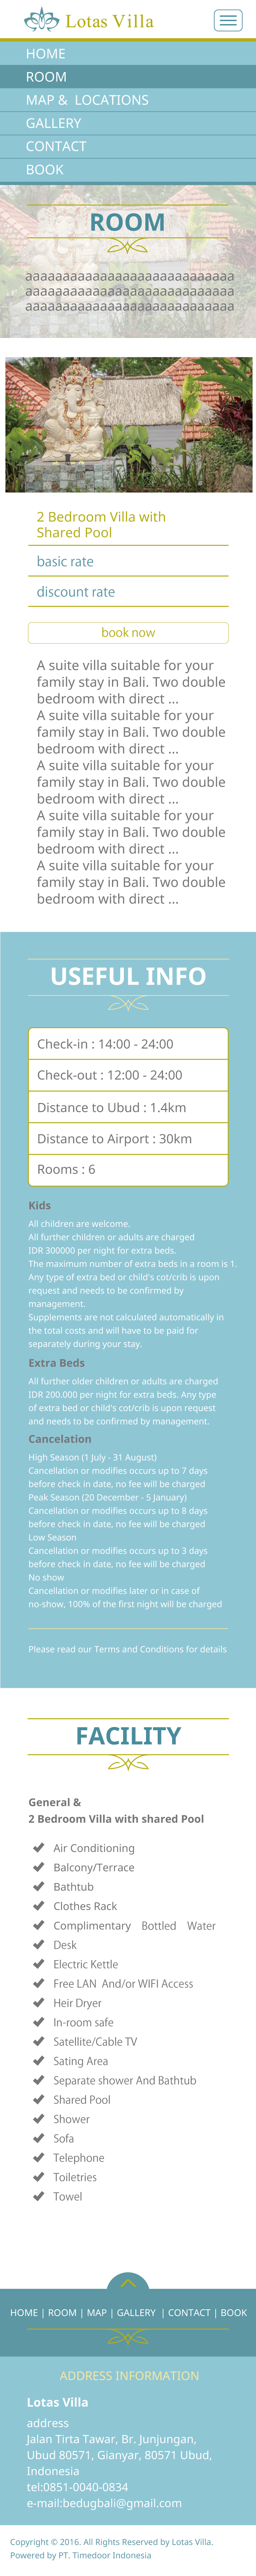 Lotas Villa
HOME
ROOM
MAP & LOCATIONS
GALLERY
CONTACT
BOOK
ROOM
aaaaaaaaaaaaaaaaaaaaaaaaaaaa
aaaaaaaaaaaaaaaaaaaaaaaaaaaa
aaaaaaaaaaaaaaaaaaaaaaaaaaaa
2 Bedroom Villa with
Shared Pool
basic rate
discount rate
book now
A suite villa suitable for your
family stay in Bali. Two double
bedroom with direct ...
A suite villa suitable for your
family stay in Bali. Two double
bedroom with direct ...
A suite villa suitable for your
family stay in Bali. Two double
bedroom with direct ...
A suite villa suitable for your
family stay in Bali. Two double
bedroom with direct ...
A suite villa suitable for your
family stay in Bali. Two double
bedroom with direct ...
USEFUL INFO
Check-in : 14:00 - 24:00
Check-out : 12:00 - 24:00
Distance to Ubud : 1.4km
Distance to Airport : 30km
Rooms : 6
Kids
All children are welcome.
All further children or adults are charged
IDR 300000 per night for extra beds.
The maximum number of extra beds in a room is 1.
Any type of extra bed or child's cot/crib is upon
request and needs to be confirmed by
management.
Supplements are not calculated automatically in
the total costs and will have to be paid for
separately during your stay.
Extra Beds
All further older children or adults are charged
IDR 200.000 per night for extra beds. Any type
of extra bed or child's cot/crib is upon request
and needs to be confirmed by management.
Cancelation
High Season (1 July - 31 August)
Cancellation or modifies occurs up to 7 days
before check in date, no fee will be charged
Peak Season (20 December - 5 January)
Cancellation or modifies occurs up to 8 days
before check in date, no fee will be charged
Low Season
Cancellation or modifies occurs up to 3 days
before check in date, no fee will be charged
No show
Cancellation or modifies later or in case of
no-show, 100% of the first night will be charged
Please read our Terms and Conditions for details
FACILITY
General &
2 Bedroom Villa with shared Pool
Air Conditioning
Balcony/Terrace
Bathtub
Clothes Rack
Complimentary Bottled Water
Desk
Electric Kettle
Free LAN And/or WIFI Access
Heir Dryer
In-room safe
Satellite/Cable TV
Sating Area
Separate shower And Bathtub
Shared Pool
Shower
Sofa
Telephone
Toiletries
Towel
HOME | ROOM | MAP | GALLERY | CONTACT | BOOK
ADDRESS INFORMATION
Lotas Villa
address
Jalan Tirta Tawar, Br. Junjungan,
Ubud 80571, Gianyar, 80571 Ubud,
Indonesia
tel:0851-0040-0834
e-mail:bedugbali@gmail.com
Copyright © 2016. All Rights Reserved by Lotas Villa.
Powered by PT. Timedoor Indonesia